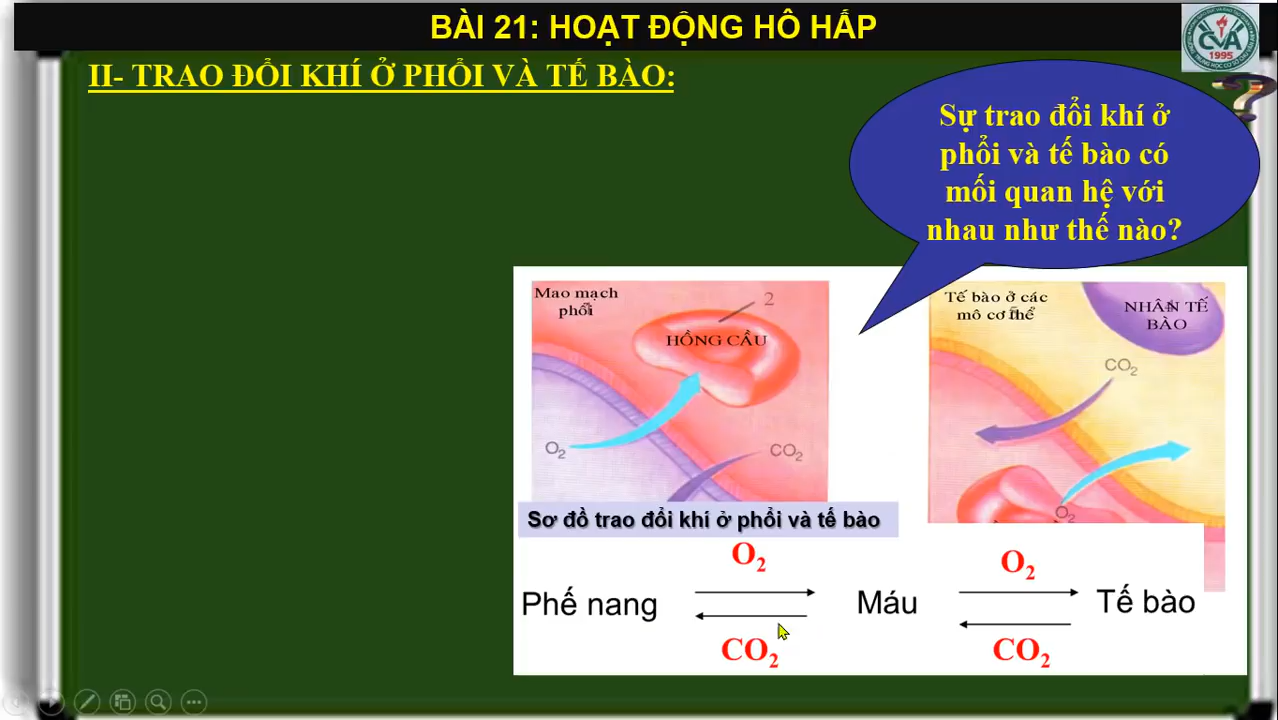 BÀI 21: HOẠT ĐỘNG HÔ HẤP
CVA
1995
II- TRAO ĐỔI KHÍ Ở PHỔI VÀ TẾ BÀO:
Sự trao đổi khí ở
phổi và tế bào có
mối quan hệ với
nhau như thế nào?
Mao mạch
phổi
2
HỒNG CẦU
O2
CO2
Tế bào ở các
mô cơ thể
NHÂN TẾ
BÀO
CO2
O2
Sơ đồ trao đổi khí ở phổi và tế bào
O2
O2
Phế nang
Máu
Tế bào
CO2
CO2